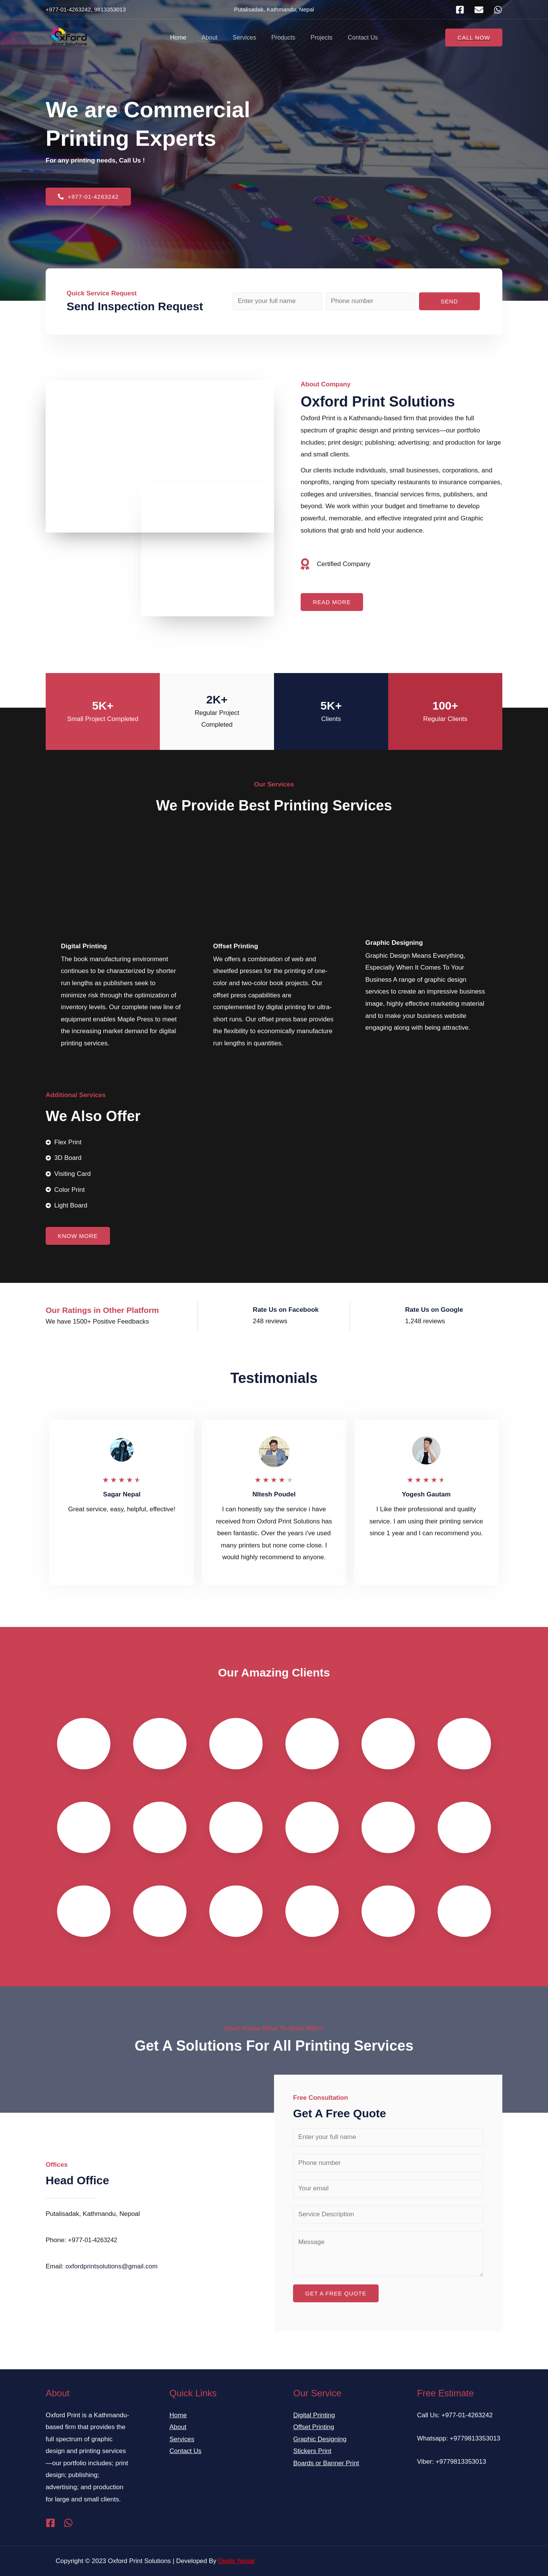 +977-01-4263242, 9813353013
Putalisadak, Kathmandu, Nepal
Oxford
Print Solutions
Home
About
Services
Products
Projects
Contact Us
CALL NOW
We are Commercial
Printing Experts
For any printing needs, Call Us !
+977-01-4263242
Quick Service Request
Send Inspection Request
Enter your full name
Phone number
SEND
About Company
Oxford Print Solutions
Oxford Print is a Kathmandu-based firm that provides the full
spectrum of graphic design and printing services—our portfolio
includes; print design; publishing; advertising; and production for large
and small clients.
Our clients include individuals, small businesses, corporations, and
nonprofits, ranging from specialty restaurants to insurance companies,
colleges and universities, financial services firms, publishers, and
beyond. We work within your budget and timeframe to develop
powerful, memorable, and effective integrated print and Graphic
solutions that grab and hold your audience.
Certified Company
READ MORE
5K+
Small Project Completed
2K+
Regular Project
Completed
5K+
Clients
100+
Regular Clients
Our Services
We Provide Best Printing Services
Digital Printing
The book manufacturing environment
continues to be characterized by shorter
run lengths as publishers seek to
minimize risk through the optimization of
inventory levels. Our complete new line of
equipment enables Maple Press to meet
the increasing market demand for digital
printing services.
Offset Printing
We offers a combination of web and
sheetfed presses for the printing of one-
color and two-color book projects. Our
offset press capabilities are
complemented by digital printing for ultra-
short runs. Our offset press base provides
the flexibility to economically manufacture
run lengths in quantities.
Graphic Designing
Graphic Design Means Everything,
Especially When It Comes To Your
Business A range of graphic design
services to create an impressive business
image, highly effective marketing material
and to make your business website
engaging along with being attractive.
Additional Services
We Also Offer
Flex Print
3D Board
Visiting Card
Color Print
Light Board
KNOW MORE
Our Ratings in Other Platform
We have 1500+ Positive Feedbacks
Rate Us on Facebook
248 reviews
Rate Us on Google
1,248 reviews
Testimonials
Sagar Nepal
Great service, easy, helpful, effective!
NItesh Poudel
I can honestly say the service i have
received from Oxford Print Solutions has
been fantastic. Over the years i've used
many printers but none come close. I
would highly recommend to anyone.
Yogesh Gautam
I Like their professional and quality
service. I am using their printing service
since 1 year and I can recommend you.
Our Amazing Clients
Get A Solutions For All Printing Services
Free Consultation
Get A Free Quote
Enter your full name
Phone number
Your email
Service Description
Message
GET A FREE QUOTE
Offices
Head Office
Putalisadak, Kathmandu, Nepoal
Phone: +977-01-4263242
Email: oxfordprintsolutions@gmail.com
About
Oxford Print is a Kathmandu-
based firm that provides the
full spectrum of graphic
design and printing services
—our portfolio includes; print
design; publishing;
advertising; and production
for large and small clients.
Quick Links
Home
About
Services
Contact Us
Our Service
Digital Printing
Offset Printing
Graphic Designing
Stickers Print
Boards or Banner Print
Free Estimate
Call Us: +977-01-4263242
Whatsapp: +9779813353013
Viber: +9779813353013
Copyright © 2023 Oxford Print Solutions | Developed By